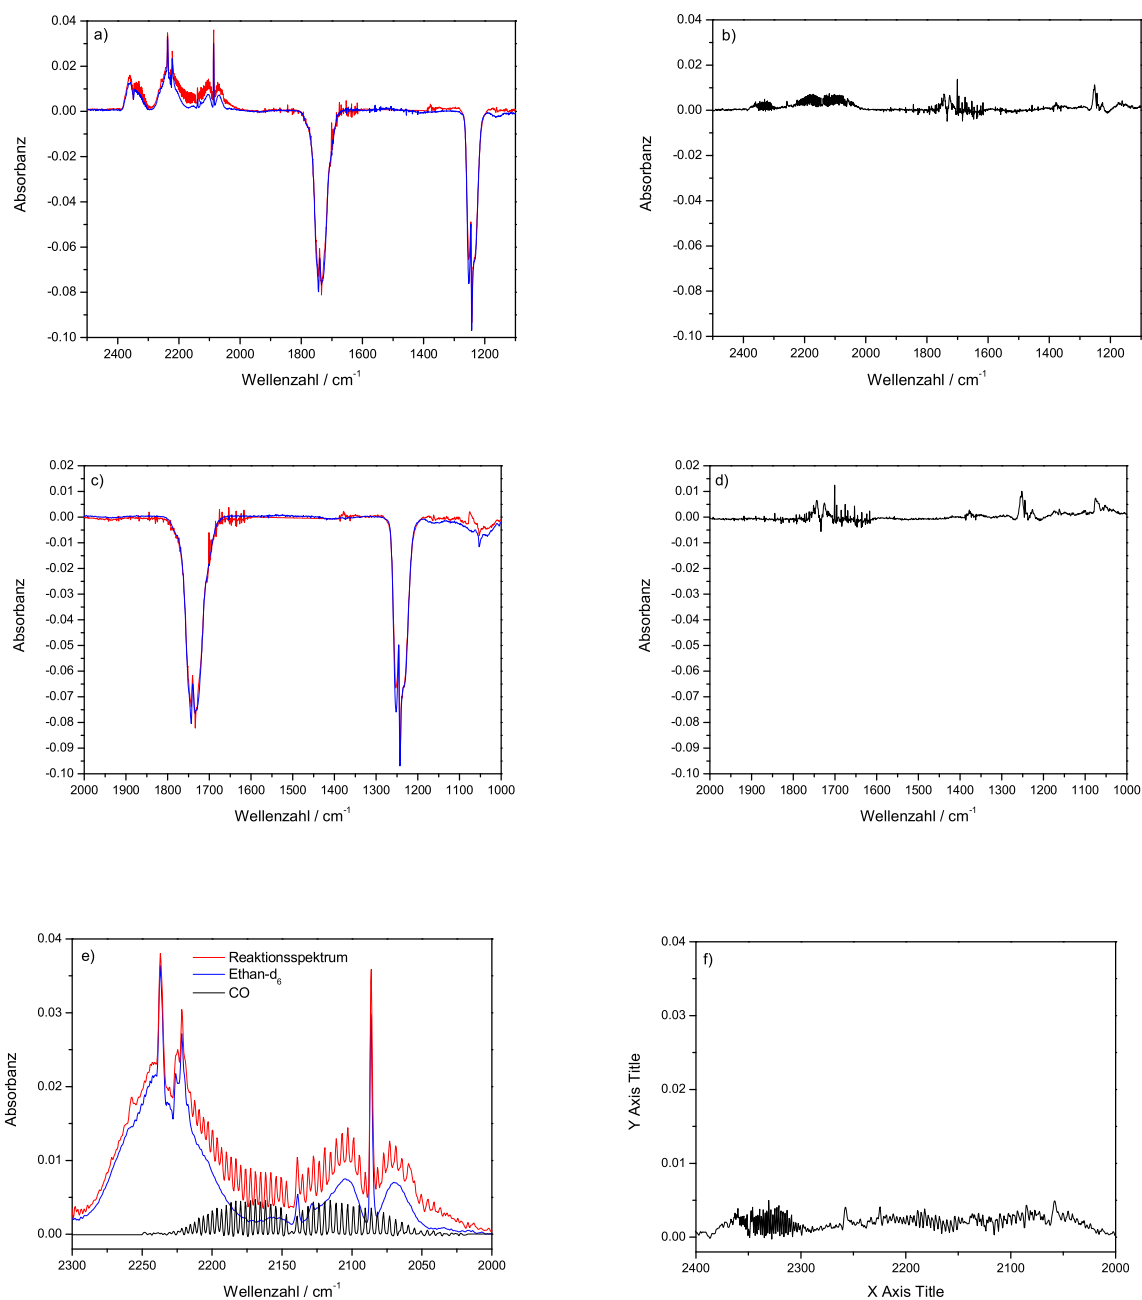 a)
0.04
0.02
0.00
-0.02
-0.04
-0.06
-0.08
-0.10
2400 2200 2000 1800 1600 1400 1200
Absorbanz
Wellenzahl / cm-1
b)
0.04
0.02
0.00
-0.02
-0.04
-0.06
-0.08
-0.10
2400 2200 2000 1800 1600 1400 1200
Absorbanz
Wellenzahl / cm-1
c)
0.02
0.01
0.00
-0.01
-0.02
-0.03
-0.04
-0.05
-0.06
-0.07
-0.08
-0.09
-0.10
2000 1900 1800 1700 1600 1500 1400 1300 1200 1100 1000
Absorbanz
Wellenzahl / cm-1
d)
0.02
0.01
0.00
-0.01
-0.02
-0.03
-0.04
-0.05
-0.06
-0.07
-0.08
-0.09
-0.10
2000 1900 1800 1700 1600 1500 1400 1300 1200 1100 1000
Absorbanz
Wellenzahl / cm-1
e)
Reaktionsspektrum
Ethan-d6
CO
0.04
0.03
0.02
0.01
0.00
2300 2250 2200 2150 2100 2050 2000
Absorbanz
Wellenzahl / cm-1
f)
0.04
0.03
0.02
0.01
0.00
2400 2300 2200 2100 2000
Y Axis Title
X Axis Title